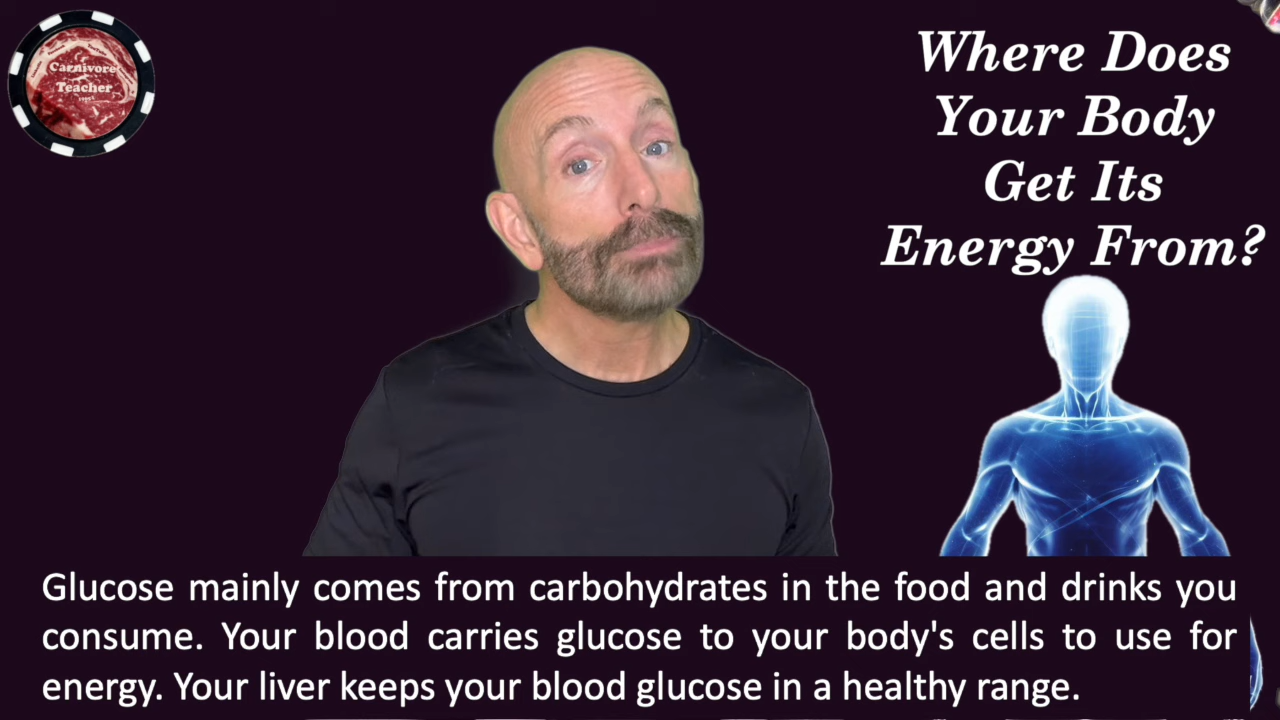 Carnivore
Teacher
Where Does
Your Body
Get Its
Energy From?
Glucose mainly comes from carbohydrates in the food and drinks you
consume. Your blood carries glucose to your body's cells to use for
energy. Your liver keeps your blood glucose in a healthy range.